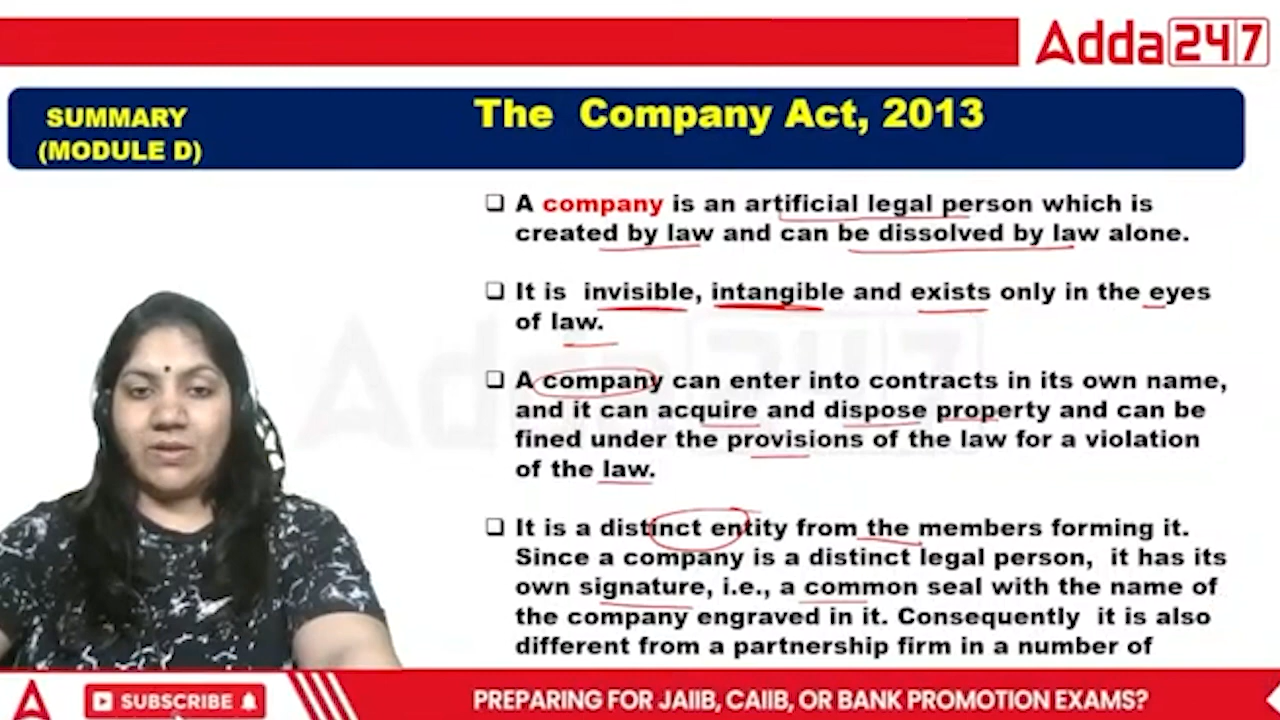 Adda247
SUMMARY
(MODULE D)
The Company Act, 2013
❑ A company is an artificial legal person which is
created by law and can be dissolved by law alone.
❑ It is invisible, intangible and exists only in the eyes
of law.
❑ A company can enter into contracts in its own name,
and it can acquire and dispose property and can be
fined under the provisions of the law for a violation
of the law.
❑ It is a distinct entity from the members forming it.
Since a company is a distinct legal person, it has its
own signature, i.e., a common seal with the name of
the company engraved in it. Consequently it is also
different from a partnership firm in a number of
Adda247
SUBSCRIBE
PREPARING FOR JAIIB, CAIIB, OR BANK PROMOTION EXAMS?